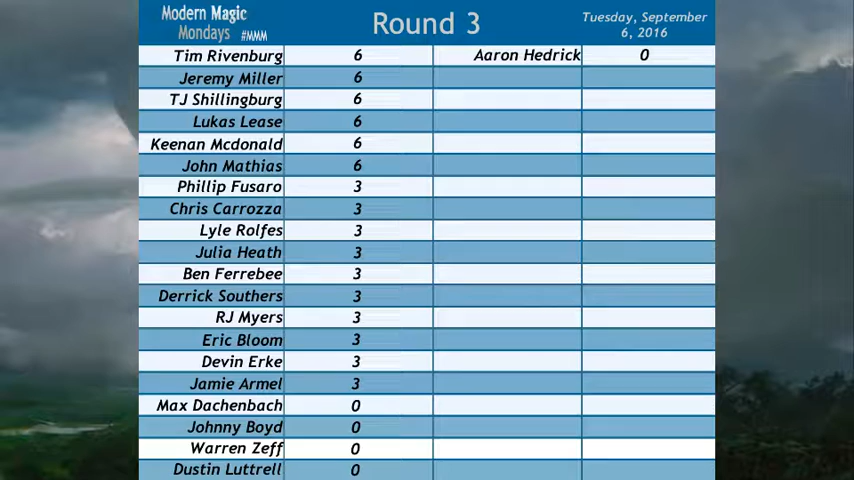 Modern Magic
Mondays #MMM
Round 3
Tuesday, September
6, 2016
Tim Rivenburg 6 Aaron Hedrick 0
Jeremy Miller 6
TJ Shillingburg 6
Lukas Lease 6
Keenan Mcdonald 6
John Mathias 6
Phillip Fusaro 3
Chris Carrozza 3
Lyle Rolfes 3
Julia Heath 3
Ben Ferrebee 3
Derrick Southers 3
RJ Myers 3
Eric Bloom 3
Devin Erke 3
Jamie Armel 3
Max Dachenbach 0
Johnny Boyd 0
Warren Zeff 0
Dustin Luttrell 0